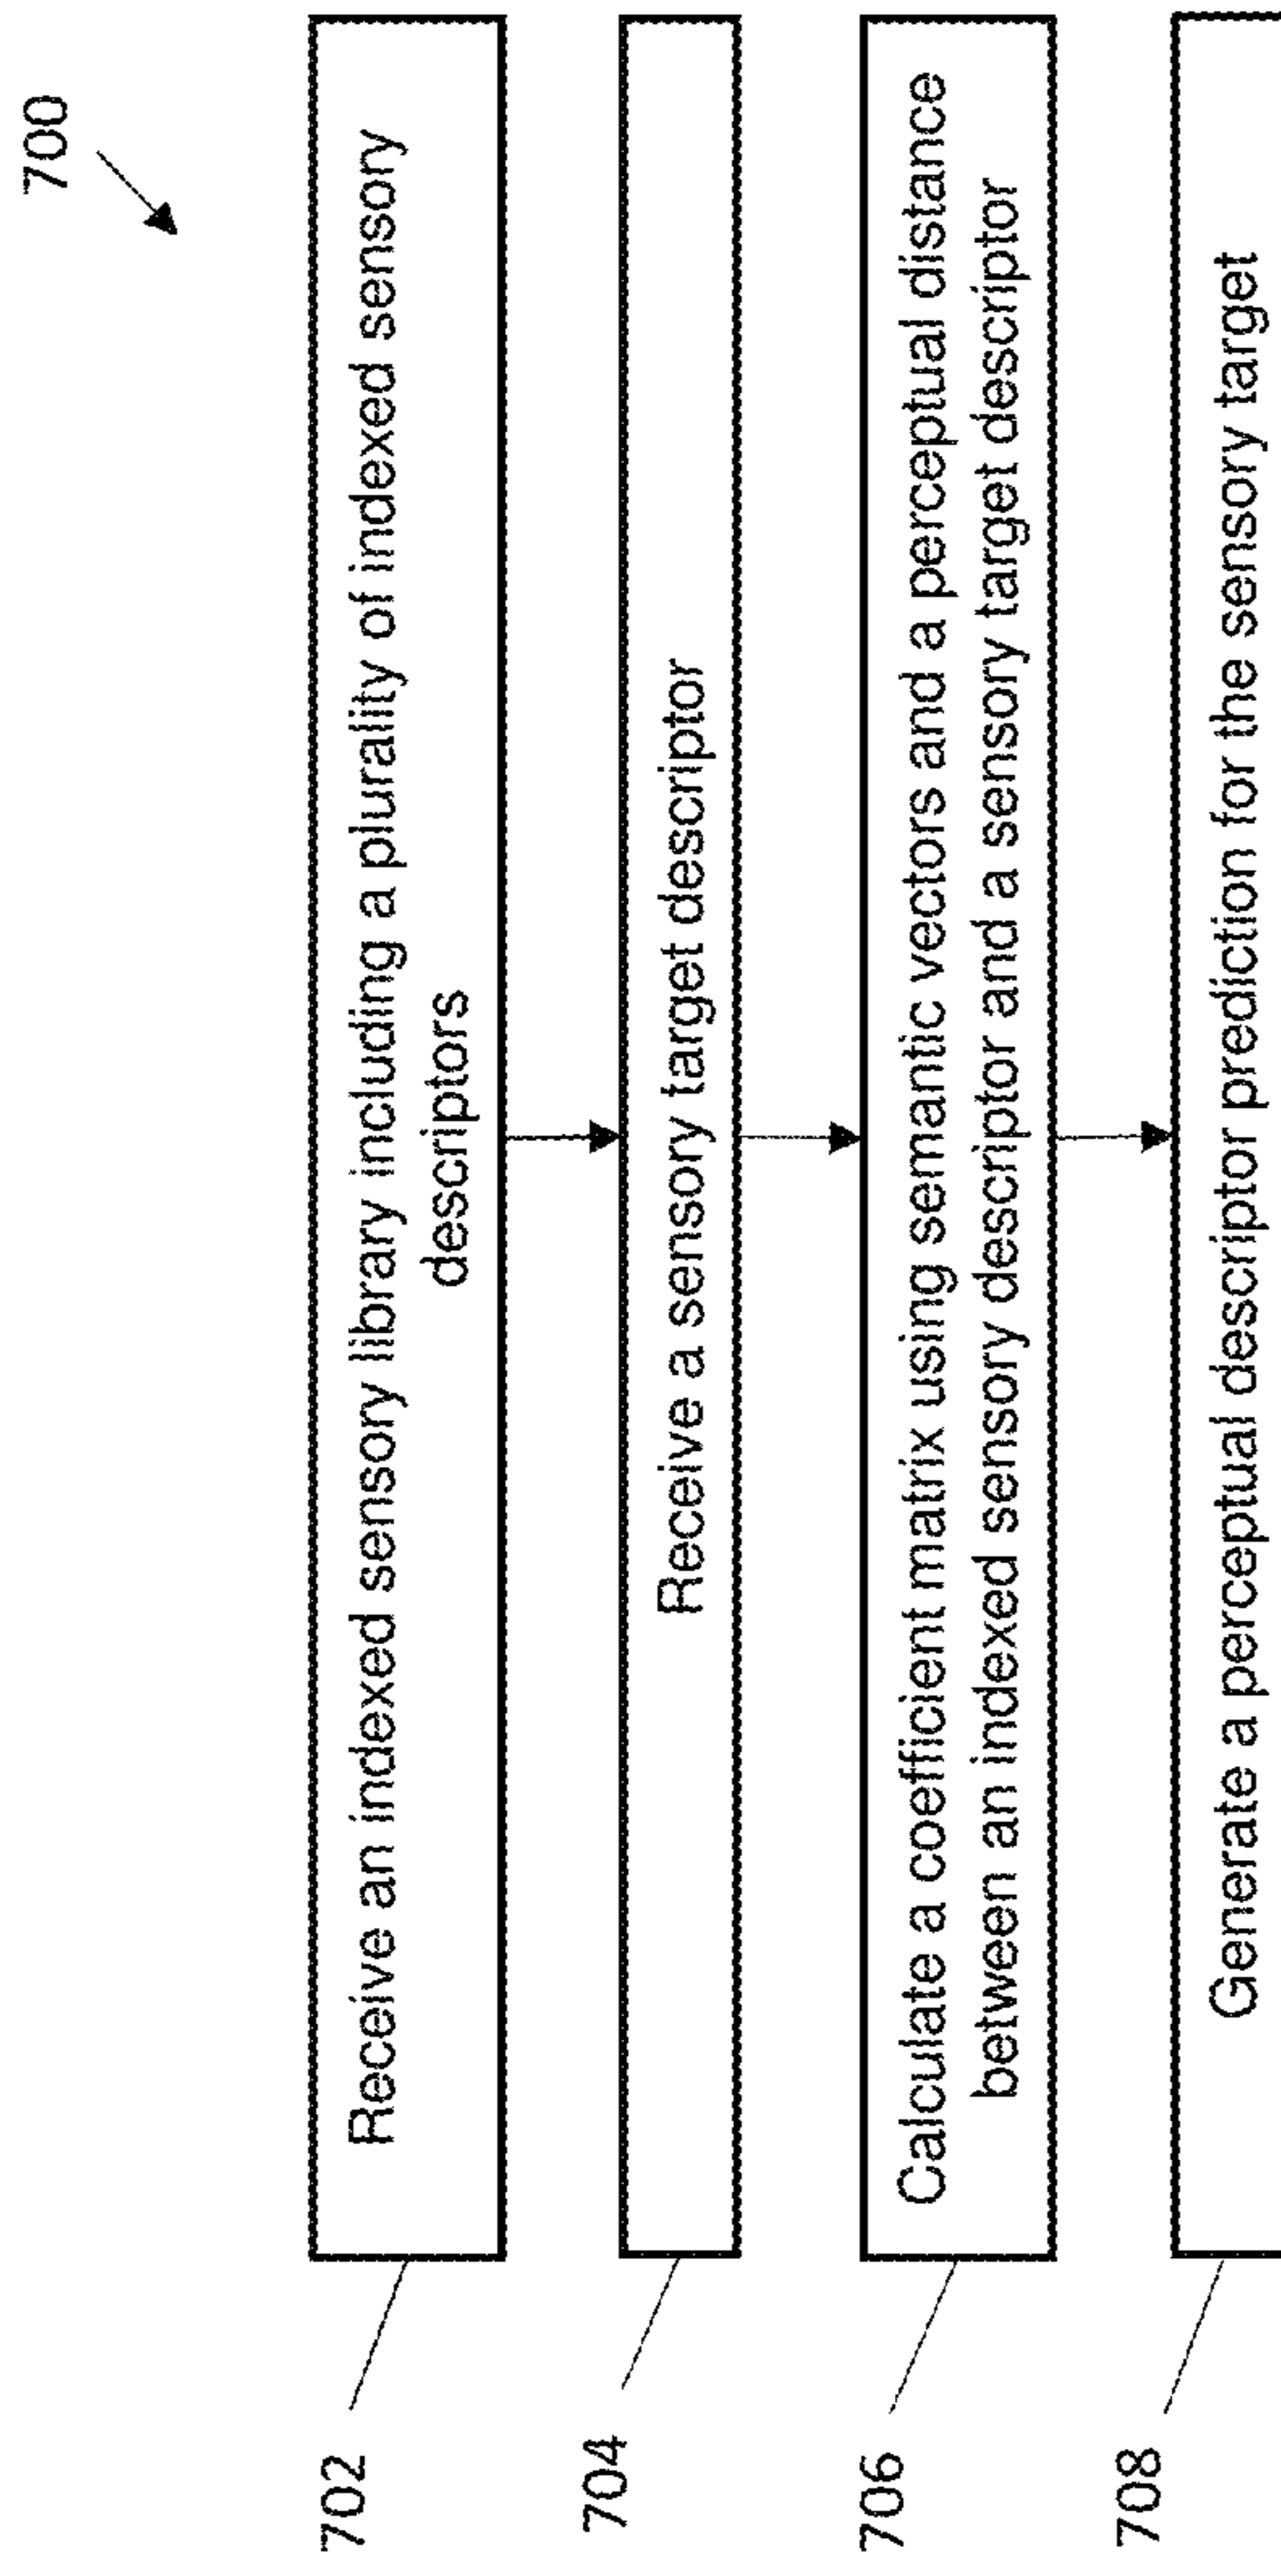 700
702
Receive an indexed sensory library including a plurality of indexed sensory
descriptors
704
Receive a sensory target descriptor
706
Calculate a coefficient matrix using semantic vectors and a perceptual distance
between an indexed sensory descriptor and a sensory target descriptor
708
Generate a perceptual descriptor prediction for the sensory target